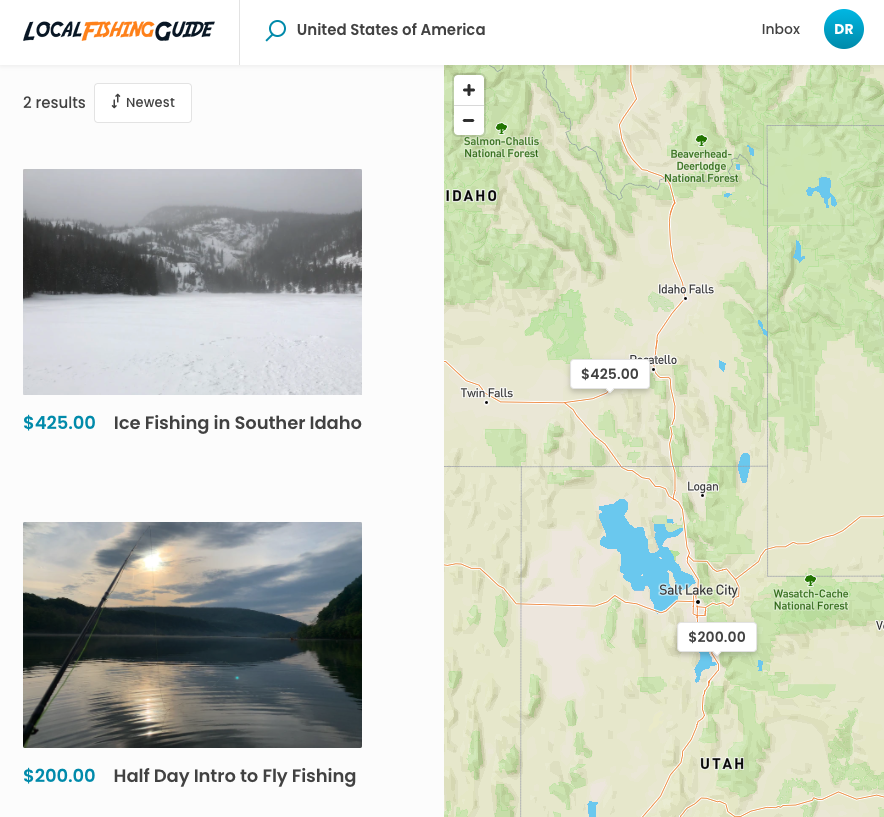 LOCALFISHINGGUIDE
United States of America
Inbox
DR
2 results
Newest
$425.00 Ice Fishing in Souther Idaho
$200.00 Half Day Intro to Fly Fishing
+
−
Salmon-Challis
National Forest
Beaverhead-
Deerlodge
National Forest
IDAHO
Idaho Falls
$425.00
Twin Falls
Logan
Salt Lake City
Wasatch-Cache
National Forest
$200.00
UTAH